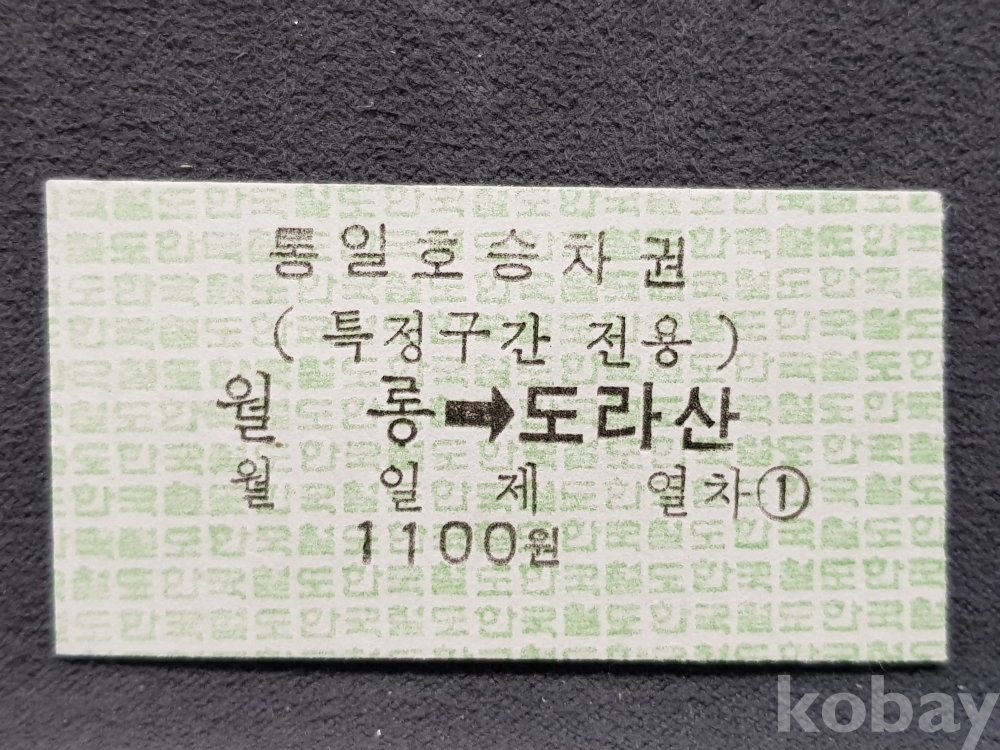 통일호승차권
(특정구간 전용)
월 롱➡도라산
월 일 제 열차①
1100원
kobay